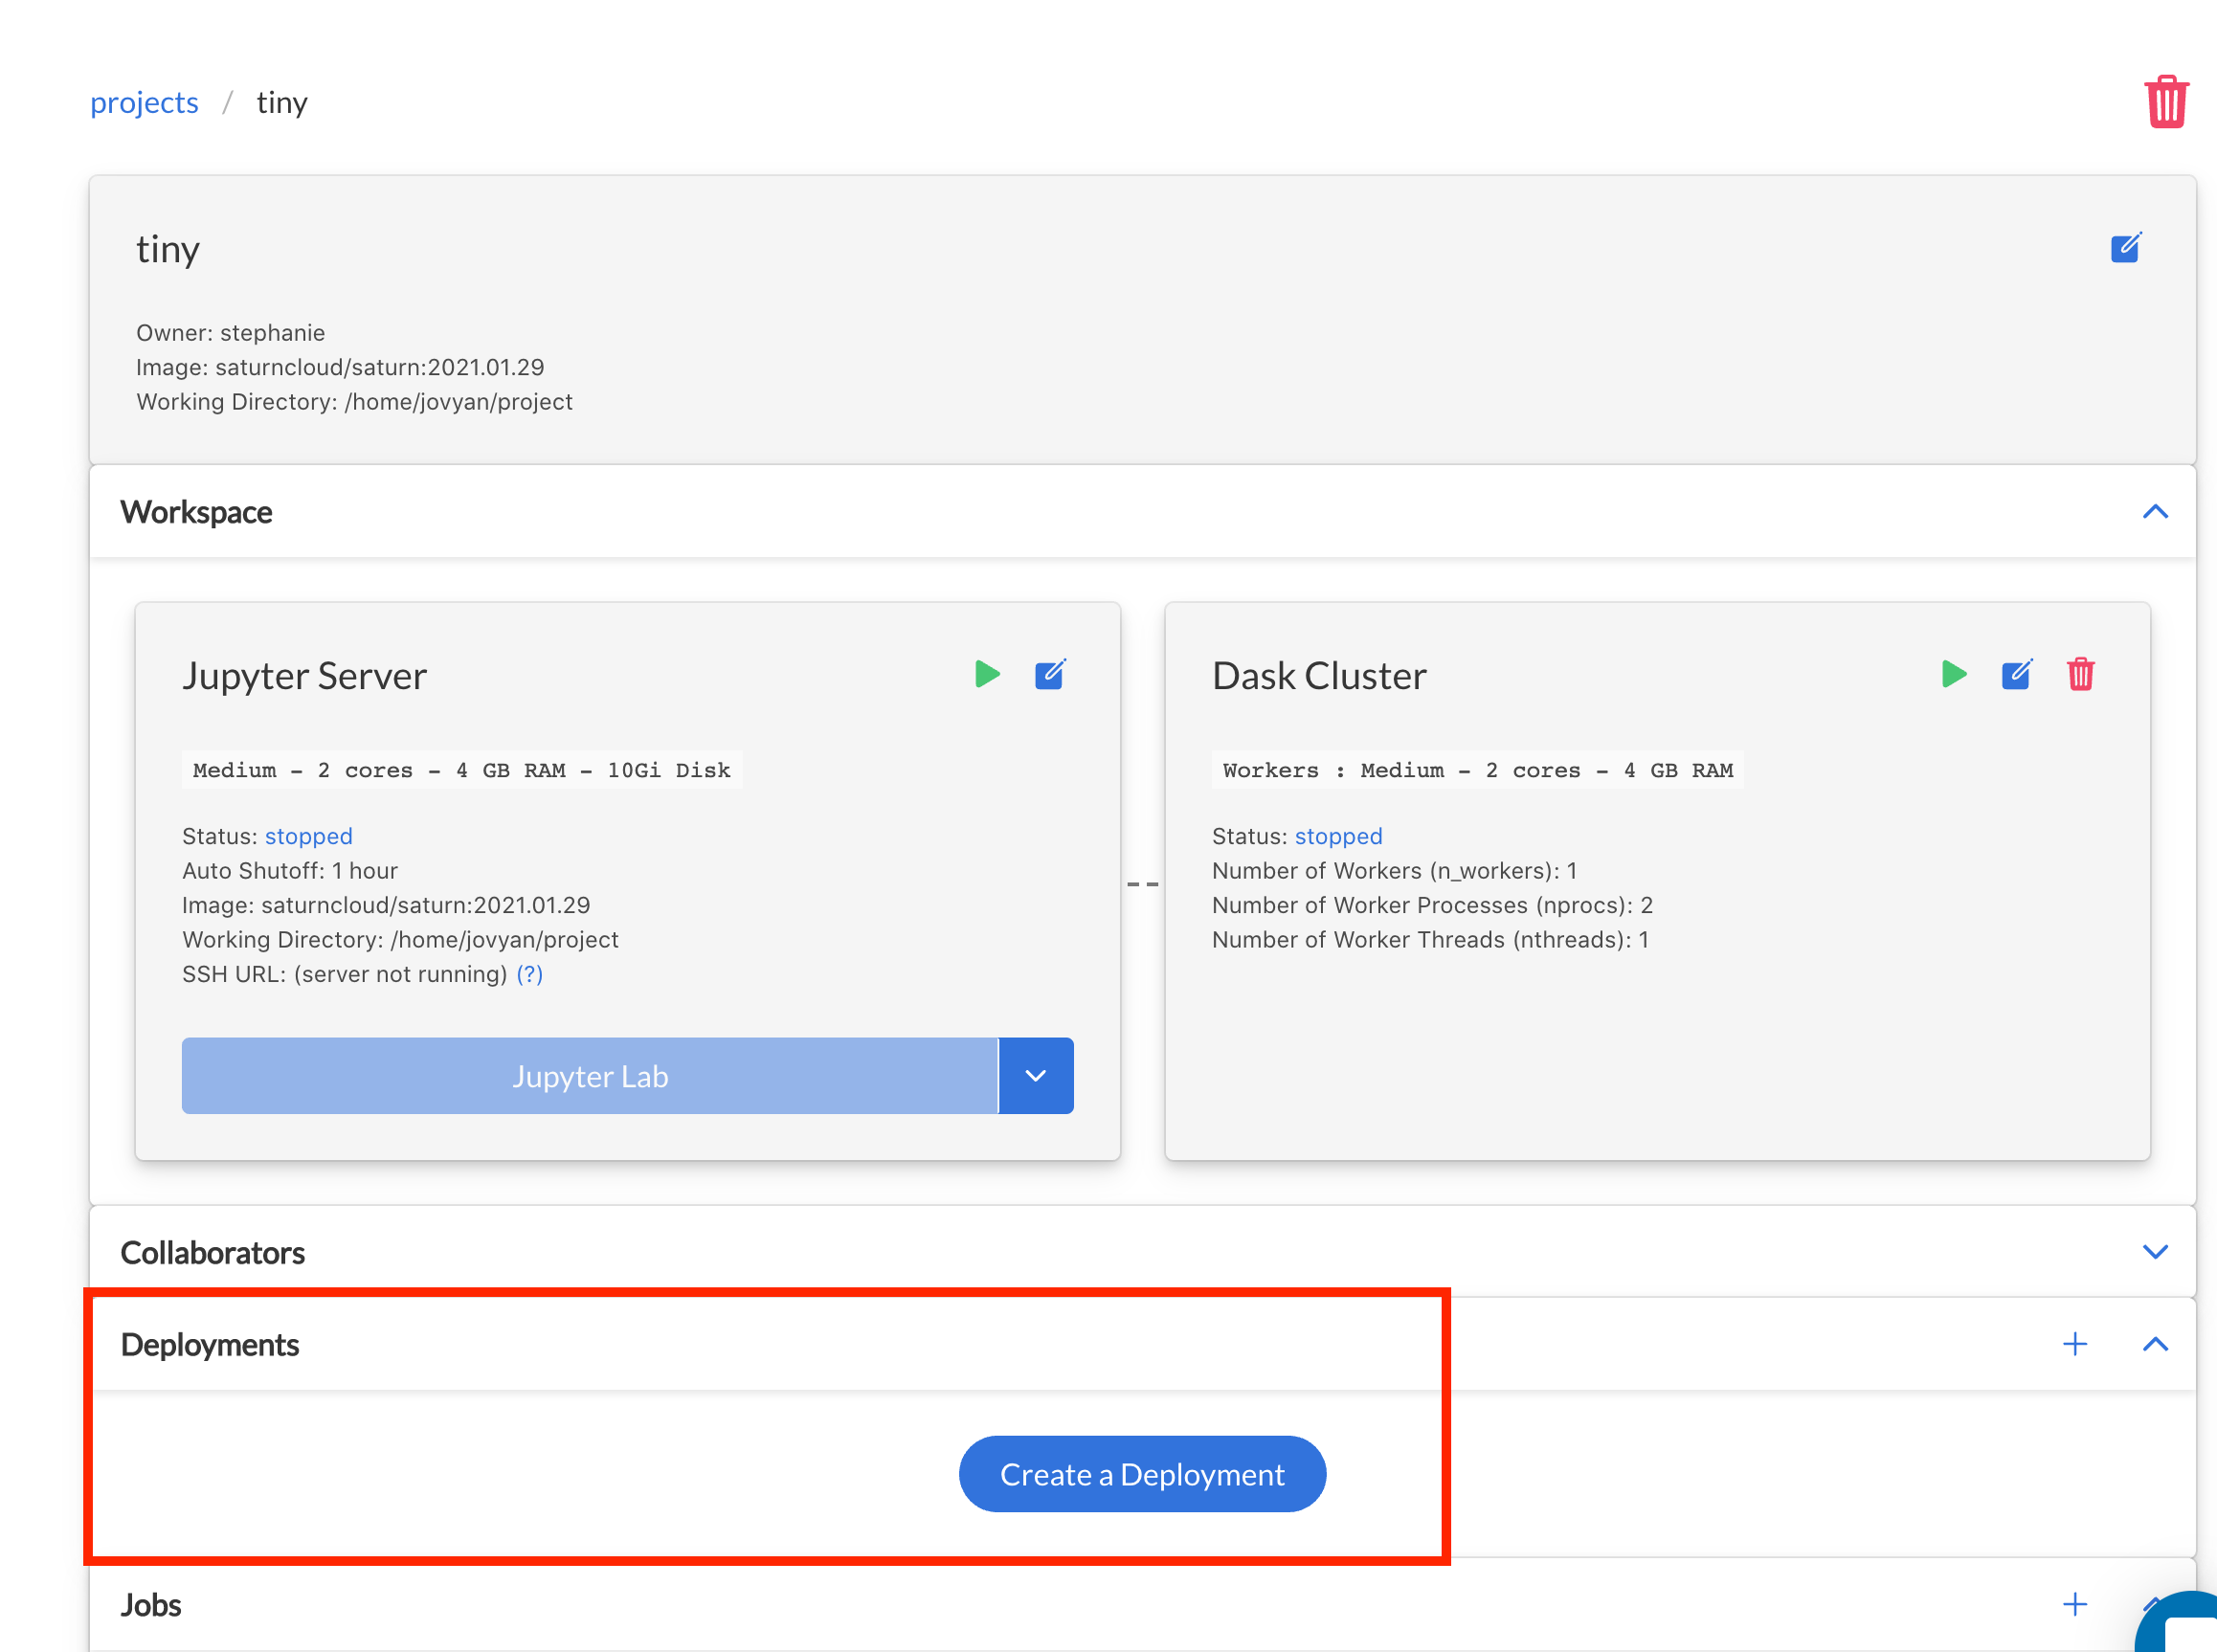 projects / tiny
tiny
Owner: stephanie
Image: saturncloud/saturn:2021.01.29
Working Directory: /home/jovyan/project
Workspace
Jupyter Server
Medium - 2 cores - 4 GB RAM - 10Gi Disk
Status: stopped
Auto Shutoff: 1 hour
Image: saturncloud/saturn:2021.01.29
Working Directory: /home/jovyan/project
SSH URL: (server not running) (?)
Jupyter Lab
Dask Cluster
Workers : Medium - 2 cores - 4 GB RAM
Status: stopped
Number of Workers (n_workers): 1
Number of Worker Processes (nprocs): 2
Number of Worker Threads (nthreads): 1
Collaborators
Deployments
Create a Deployment
Jobs